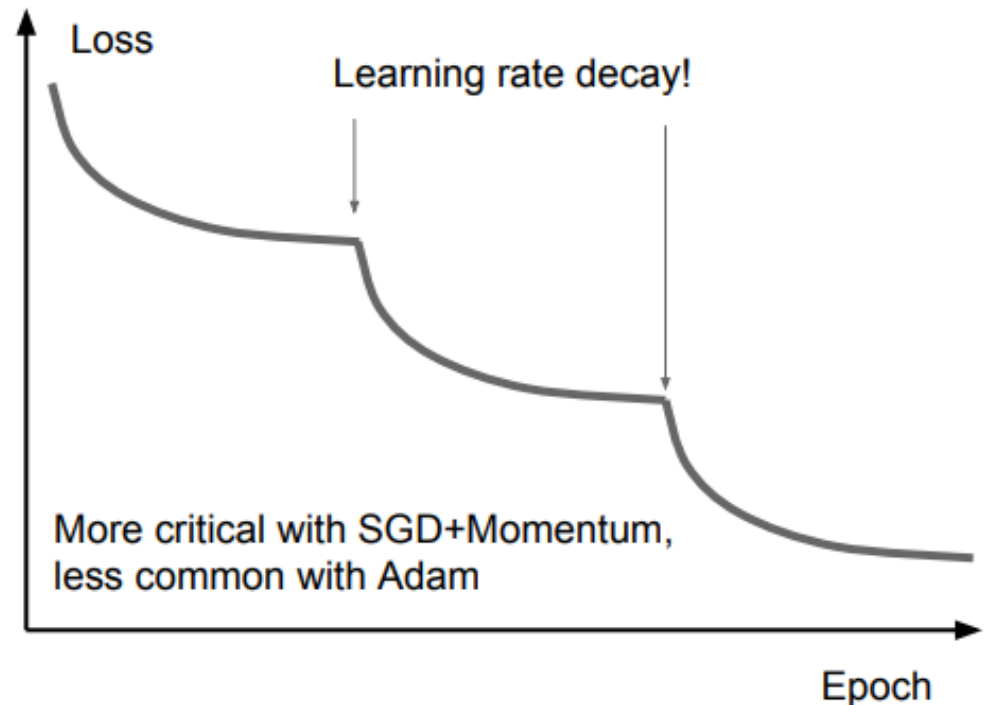 Loss
Learning rate decay!
More critical with SGD+Momentum,
less common with Adam
Epoch